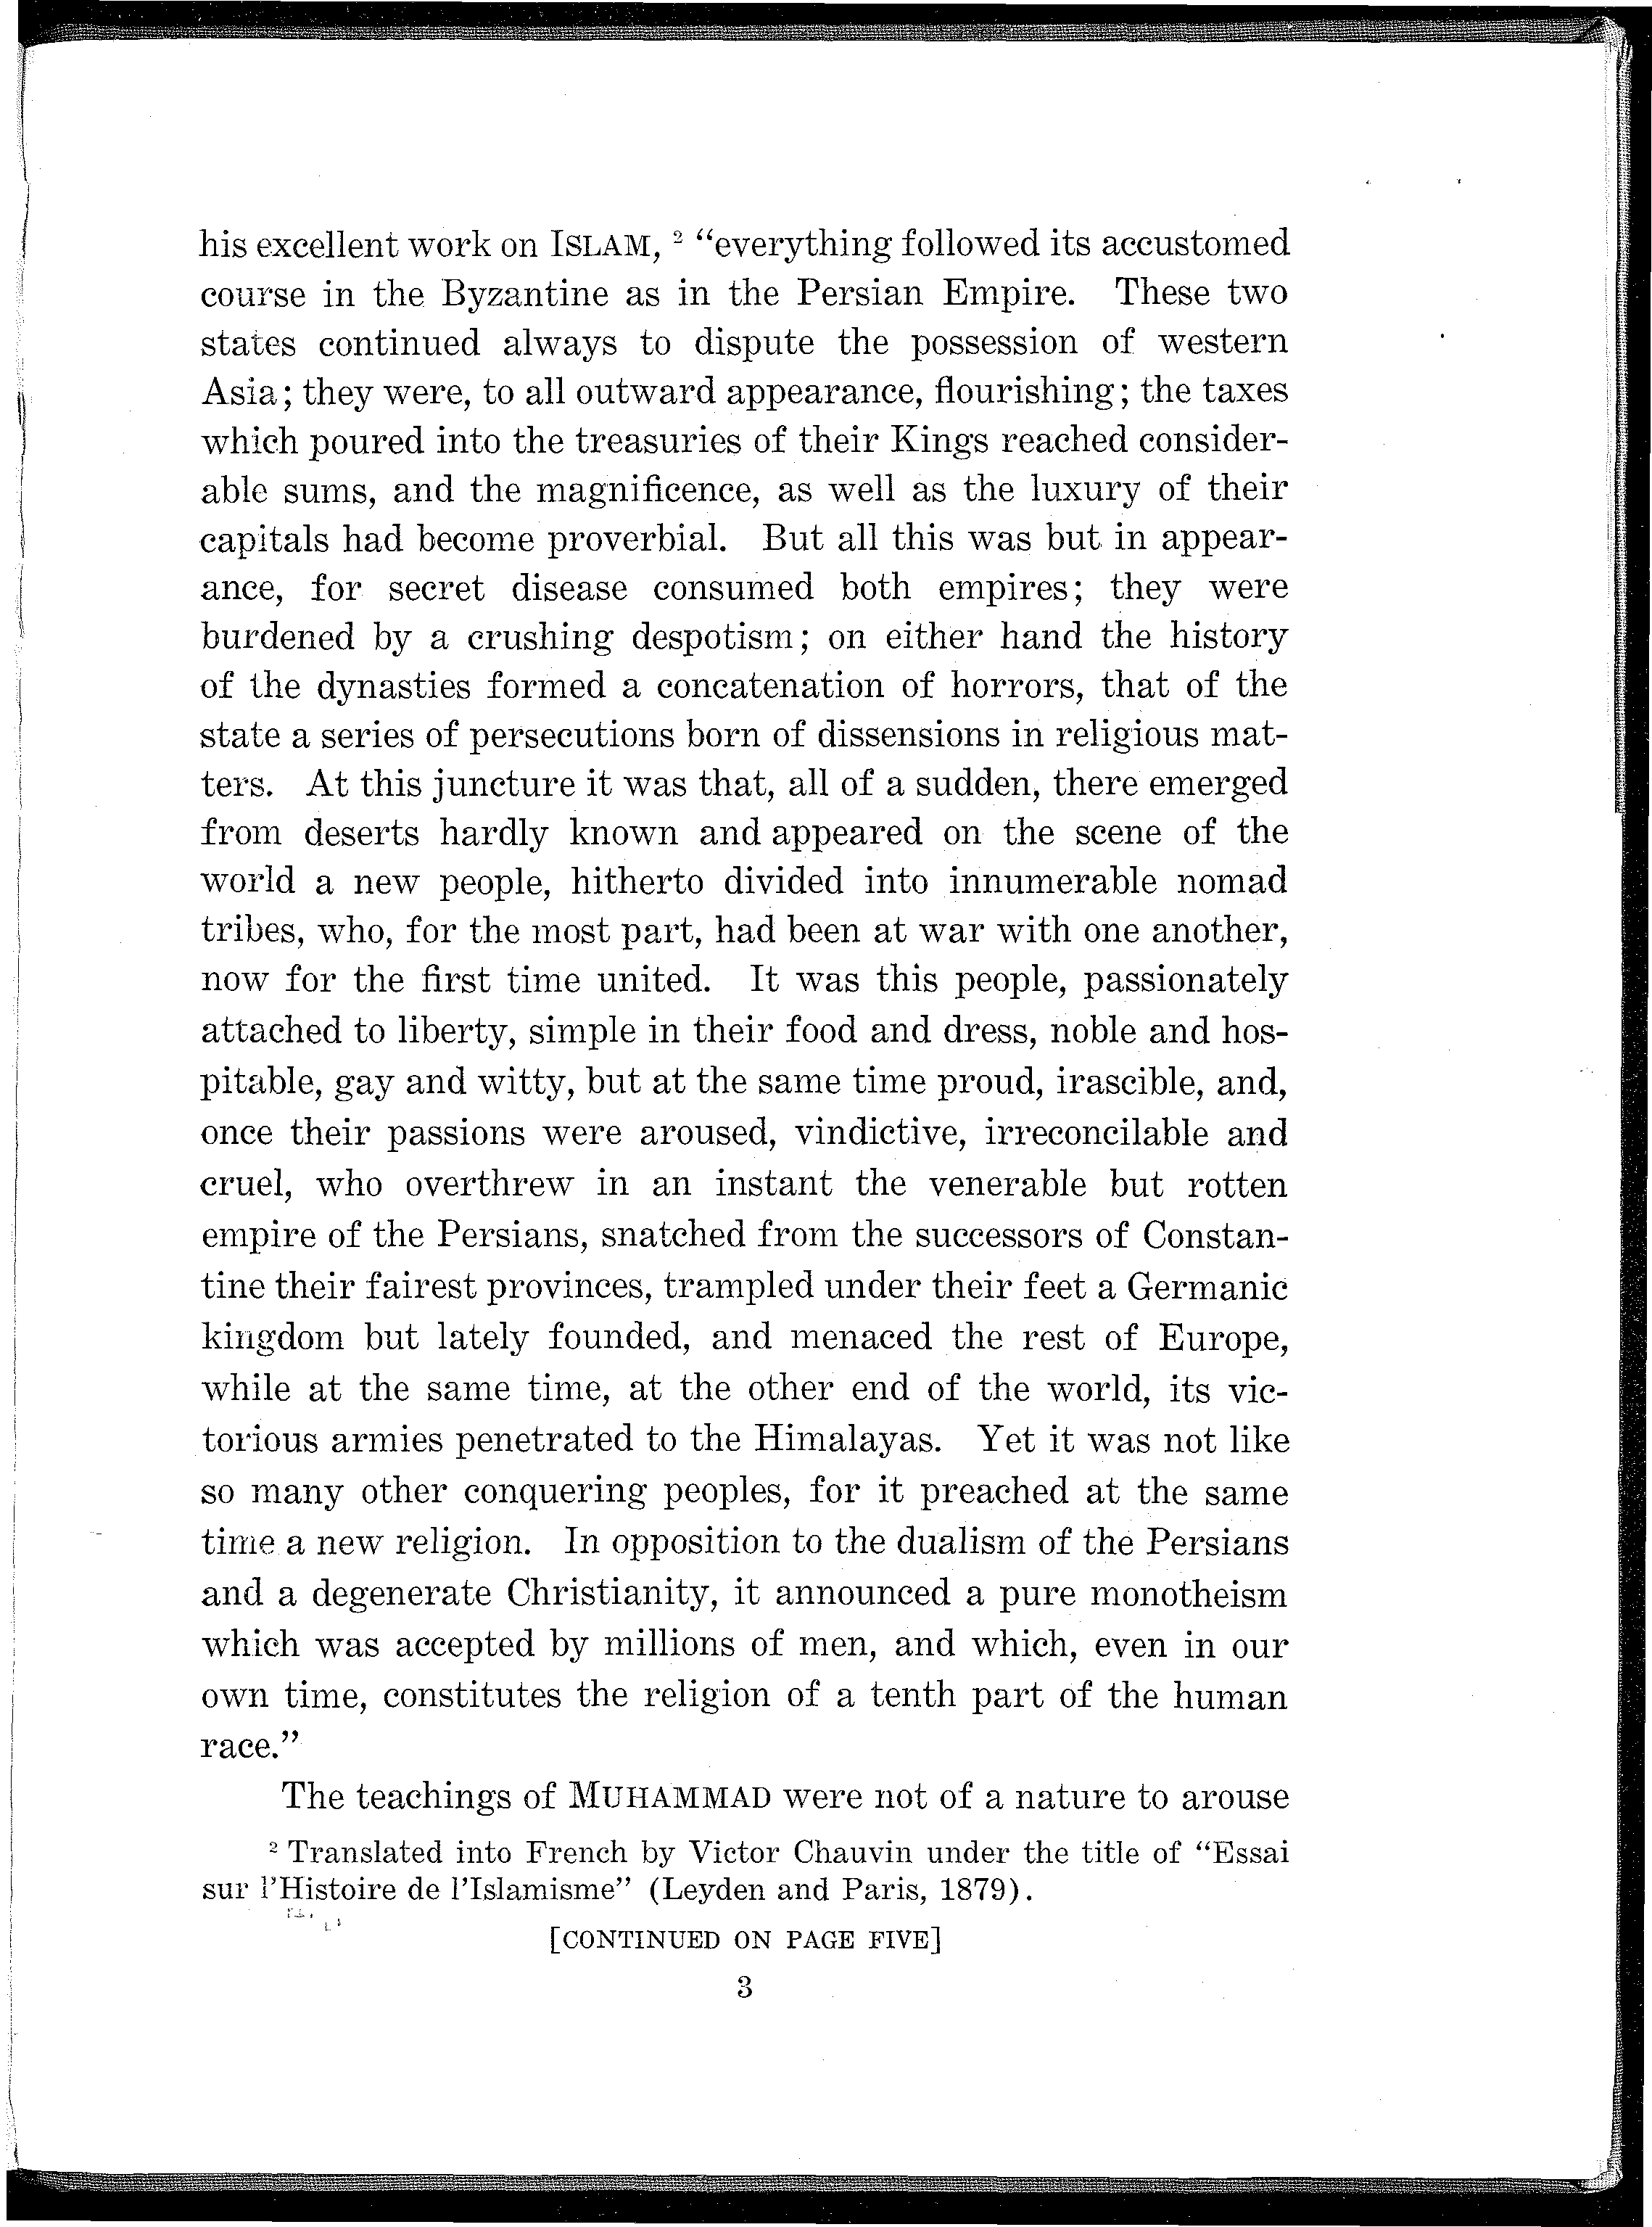 his excellent work on ISLAM, ² “everything followed its accustomed
course in the Byzantine as in the Persian Empire. These two
states continued always to dispute the possession of western
Asia; they were, to all outward appearance, flourishing; the taxes
which poured into the treasuries of their Kings reached consider-
able sums, and the magnificence, as well as the luxury of their
capitals had become proverbial. But all this was but in appear-
ance, for secret disease consumed both empires; they were
burdened by a crushing despotism; on either hand the history
of the dynasties formed a concatenation of horrors, that of the
state a series of persecutions born of dissensions in religious mat-
ters. At this juncture it was that, all of a sudden, there emerged
from deserts hardly known and appeared on the scene of the
world a new people, hitherto divided into innumerable nomad
tribes, who, for the most part, had been at war with one another,
now for the first time united. It was this people, passionately
attached to liberty, simple in their food and dress, noble and hos-
pitable, gay and witty, but at the same time proud, irascible, and,
once their passions were aroused, vindictive, irreconcilable and
cruel, who overthrew in an instant the venerable but rotten
empire of the Persians, snatched from the successors of Constan-
tine their fairest provinces, trampled under their feet a Germanic
kingdom but lately founded, and menaced the rest of Europe,
while at the same time, at the other end of the world, its vic-
torious armies penetrated to the Himalayas. Yet it was not like
so many other conquering peoples, for it preached at the same
time a new religion. In opposition to the dualism of the Persians
and a degenerate Christianity, it announced a pure monotheism
which was accepted by millions of men, and which, even in our
own time, constitutes the religion of a tenth part of the human
race.”
The teachings of MUHAMMAD were not of a nature to arouse
² Translated into French by Victor Chauvin under the title of “Essai
sur l’Histoire de l’Islamisme” (Leyden and Paris, 1879).
[CONTINUED ON PAGE FIVE]
3